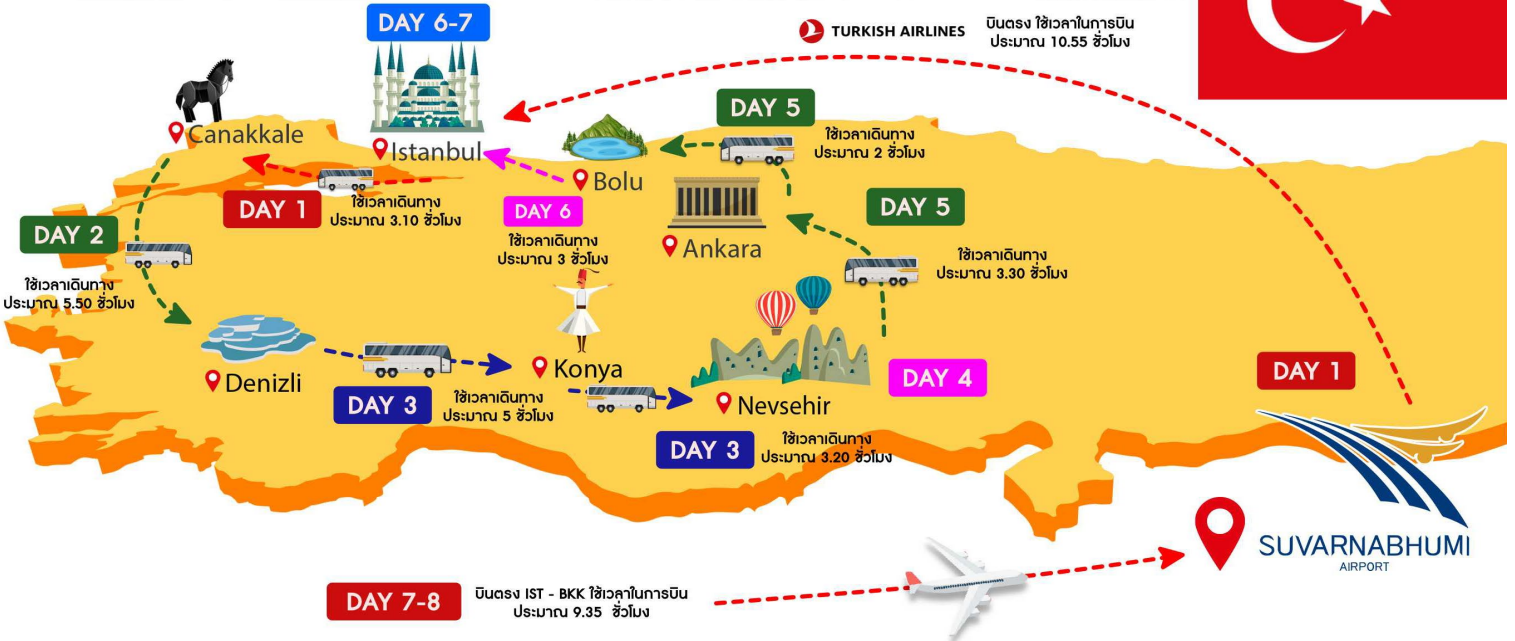 DAY 6-7
TURKISH AIRLINES
บินตรง ใช้เวลาในการบิน
ประมาณ 10.55 ชั่วโมง
DAY 5
ใช้เวลาเดินทาง
ประมาณ 2 ชั่วโมง
Canakkale
Istanbul
Bolu
DAY 1
ใช้เวลาเดินทาง
ประมาณ 3.10 ชั่วโมง
DAY 6
ใช้เวลาเดินทาง
ประมาณ 3 ชั่วโมง
Ankara
DAY 5
ใช้เวลาเดินทาง
ประมาณ 3.30 ชั่วโมง
DAY 2
ใช้เวลาเดินทาง
ประมาณ 5.50 ชั่วโมง
Denizli
DAY 3
ใช้เวลาเดินทาง
ประมาณ 5 ชั่วโมง
Konya
Nevsehir
DAY 4
DAY 3
ใช้เวลาเดินทาง
ประมาณ 3.20 ชั่วโมง
DAY 1
SUVARNABHUMI
AIRPORT
DAY 7-8
บินตรง IST - BKK ใช้เวลาในการบิน
ประมาณ 9.35 ชั่วโมง